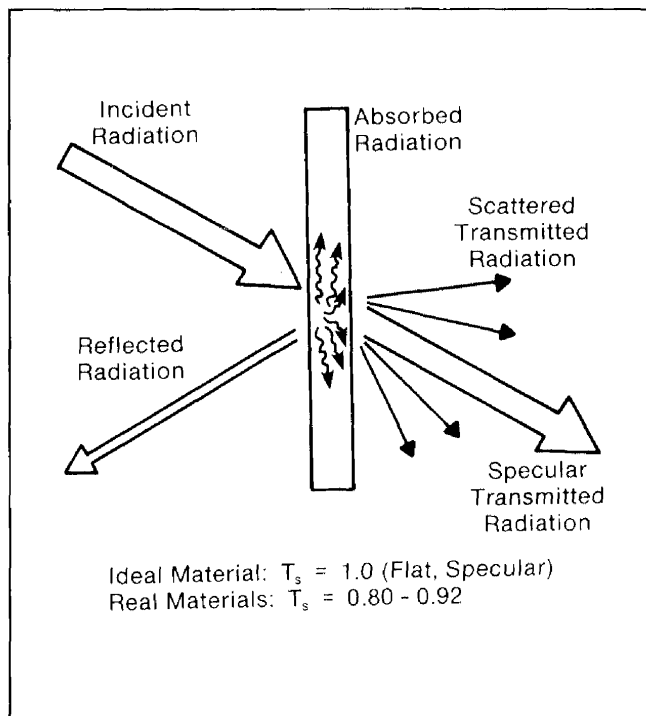 Incident
Radiation
Absorbed
Radiation
Scattered
Transmitted
Radiation
Reflected
Radiation
Specular
Transmitted
Radiation
Ideal Material: Ts = 1.0 (Flat, Specular)
Real Materials: Ts = 0.80 - 0.92